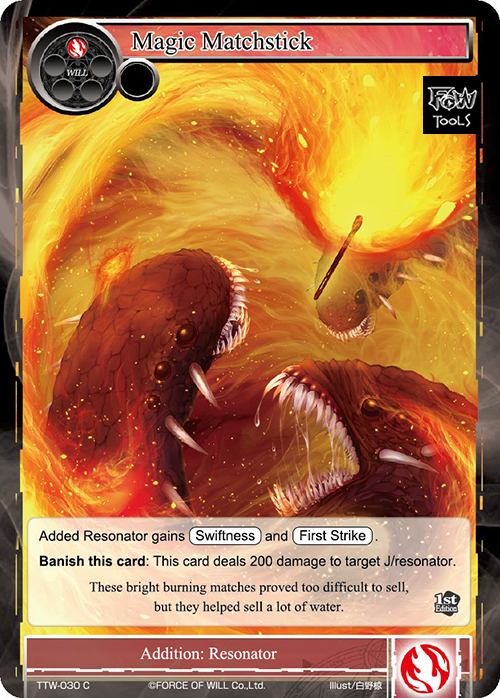 Magic Matchstick
WILL
FOW
TOOLS
Added Resonator gains Swiftness and First Strike.
Banish this card: This card deals 200 damage to target J/resonator.
These bright burning matches proved too difficult to sell,
but they helped sell a lot of water.
1st
Edition
Addition: Resonator
TTW-030 C ©FORCE OF WILL Co.,Ltd. Illust/白野椋